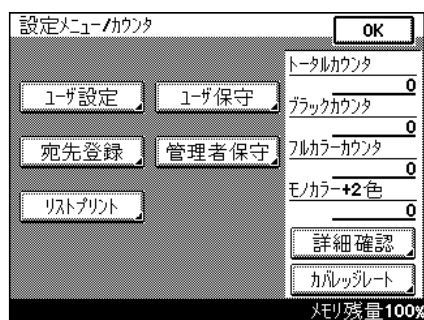 設定メニュー/カウンタ
OK
ユーザ設定
ユーザ保守
宛先登録
管理者保守
リストプリント
トータルカウンタ
0
ブラックカウンタ
0
フルカラーカウンタ
0
モノカラー+2色
0
詳細確認
カバレッジレート
メモリ残量100%